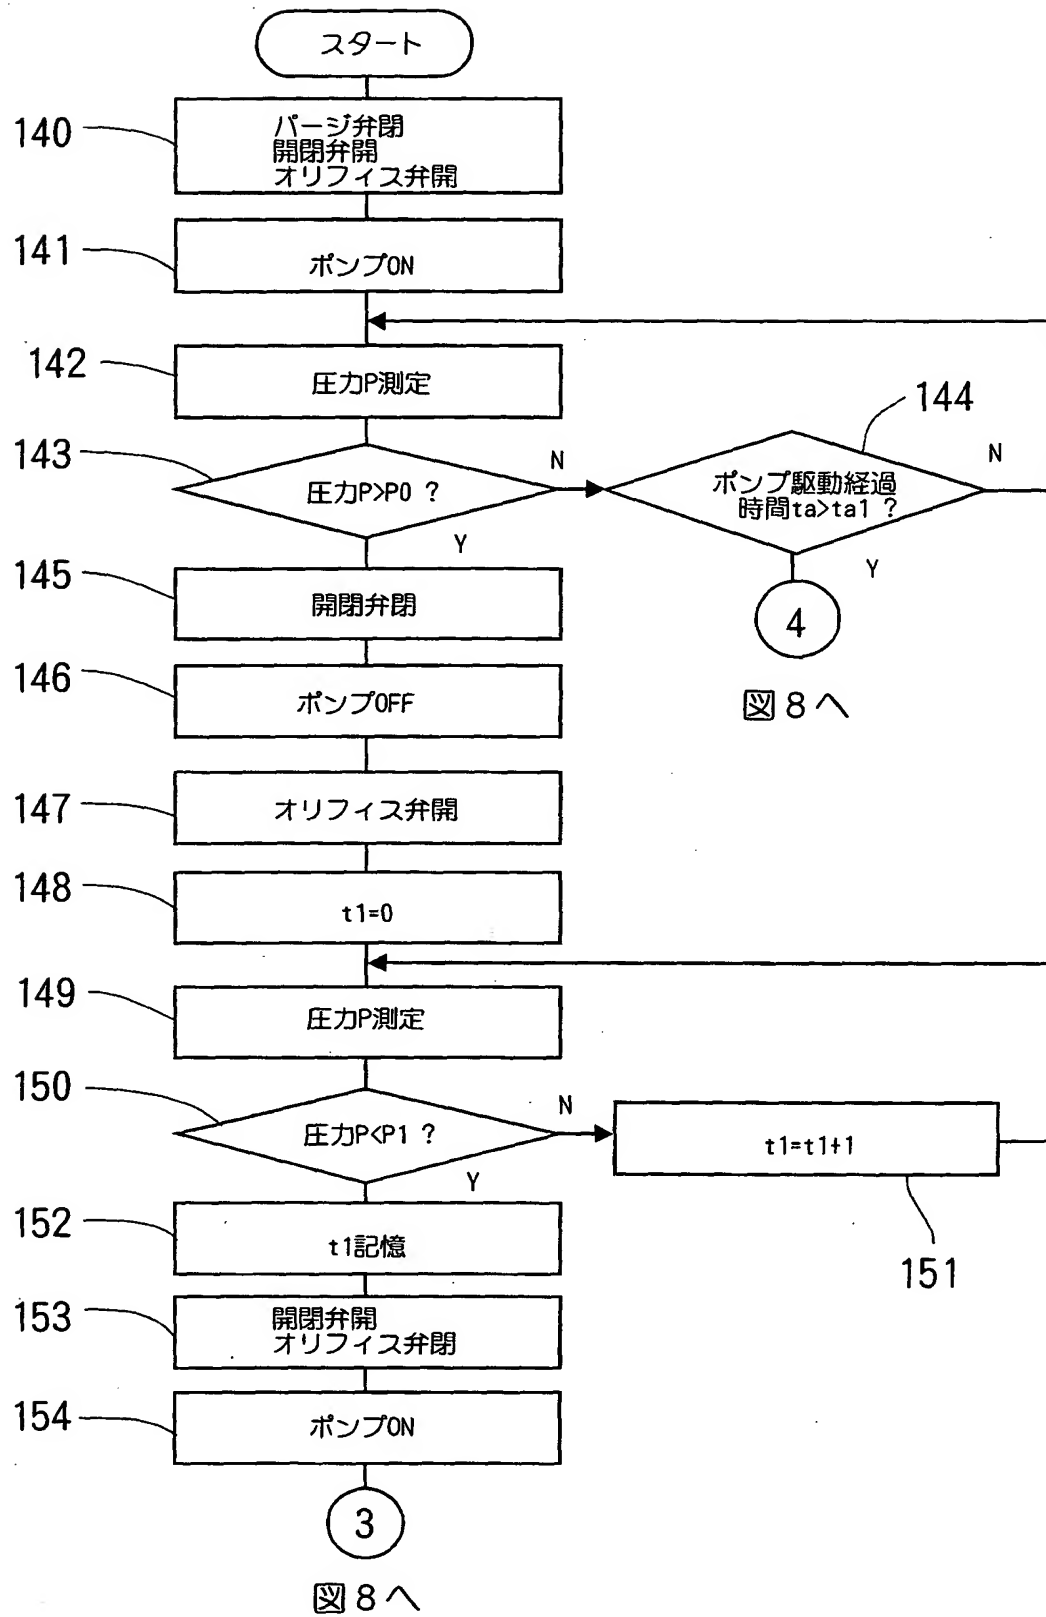 スタート
140
パージ弁閉
開閉弁開
オリフィス弁開
141
ポンプON
142
圧力P測定
143
圧力P>P0 ?
N
Y
144
ポンプ駆動経過
時間ta>ta1 ?
N
Y
4
図8へ
145
開閉弁閉
146
ポンプOFF
147
オリフィス弁開
148
t1=0
149
圧力P測定
150
圧力P<P1 ?
N
Y
t1=t1+1
151
152
t1記憶
153
開閉弁開
オリフィス弁閉
154
ポンプON
3
図8へ